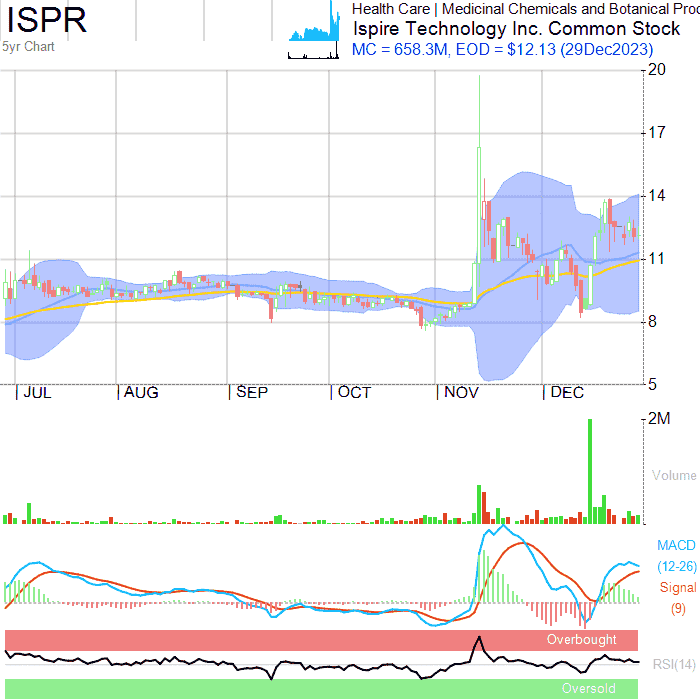 ISPR
5yr Chart
Health Care | Medicinal Chemicals and Botanical Proc
Ispire Technology Inc. Common Stock
MC = 658.3M, EOD = $12.13 (29Dec2023)
20
17
14
11
8
5
JUL AUG SEP OCT NOV DEC
2M
Volume
MACD
(12-26)
Signal
(9)
Overbought
RSI(14)
Oversold